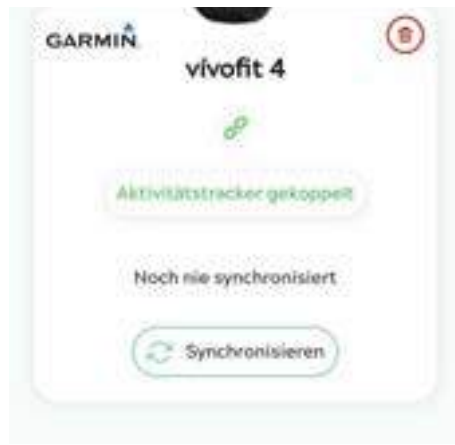 GARMIN
vívofit 4
Aktivitätstracker gekoppelt
Noch nie synchronisiert
Synchronisieren